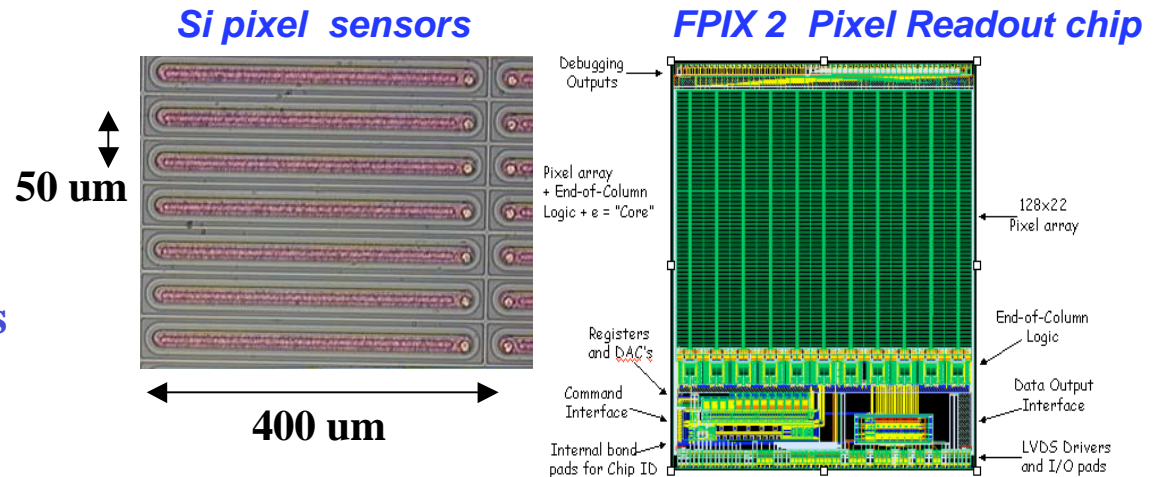 Si pixel sensors
FPIX 2 Pixel Readout chip
50 um
400 um
s
Debugging
Outputs
Pixel array
+ End-of-Column
Logic + e = "Core"
Registers
and DAC's
Command
Interface
Internal bond
pads for Chip ID
128x22
Pixel array
End-of-Column
Logic
Data Output
Interface
LVDS Drivers
and I/O pads